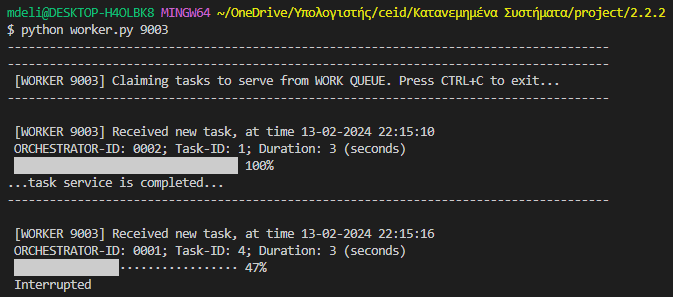 mdeli@DESKTOP-H4OLBK8 MINGW64 ~/OneDrive/Υπολογιστής/ceid/Κατανεμημένα Συστήματα/project/2.2.2
$ python worker.py 9003
--------------------------------------------------------------------------------------
--------------------------------------------------------------------------------------
[WORKER 9003] Claiming tasks to serve from WORK QUEUE. Press CTRL+C to exit...
--------------------------------------------------------------------------------------
[WORKER 9003] Received new task, at time 13-02-2024 22:15:10
ORCHESTRATOR-ID: 0002; Task-ID: 1; Duration: 3 (seconds)
100%
...task service is completed...
--------------------------------------------------------------------------------------
[WORKER 9003] Received new task, at time 13-02-2024 22:15:16
ORCHESTRATOR-ID: 0001; Task-ID: 4; Duration: 3 (seconds)
················· 47%
Interrupted